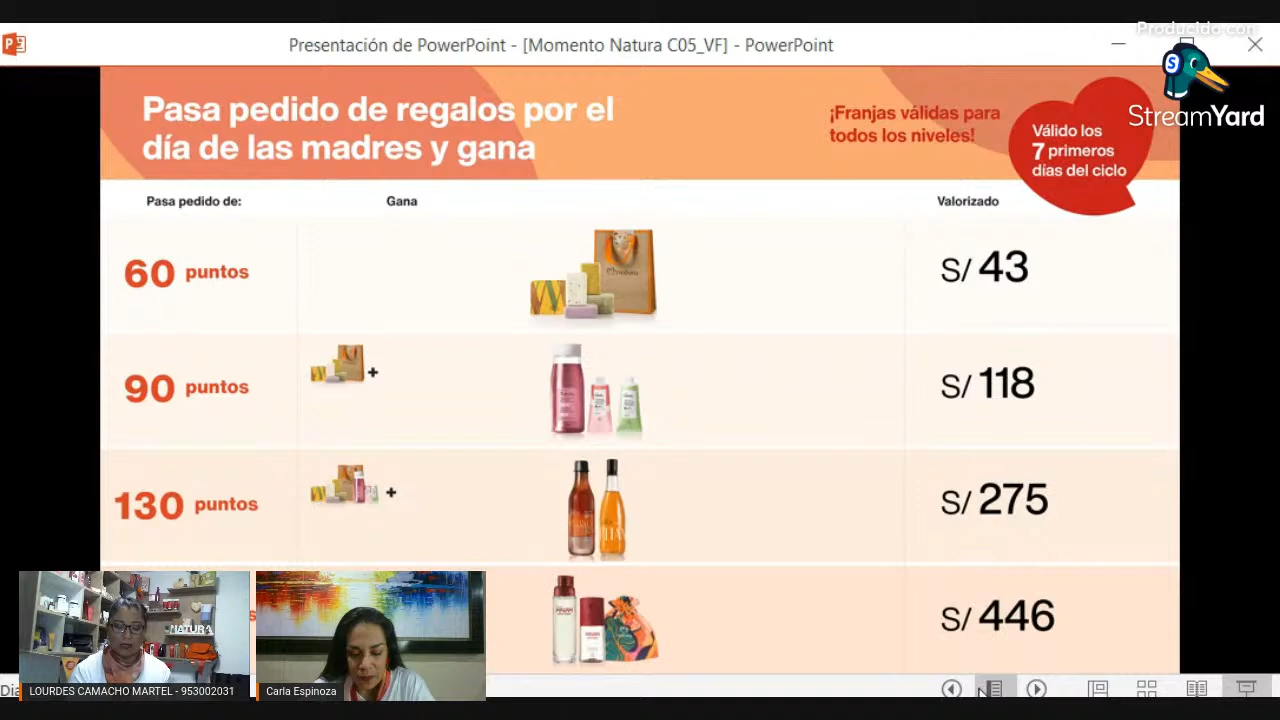 Producido con
Presentación de PowerPoint - [Momento Natura C05_VF] - PowerPoint
StreamYard
Pasa pedido de regalos por el
día de las madres y gana
¡Franjas válidas para
todos los niveles!
Válido los
7 primeros
días del ciclo
Pasa pedido de:
Gana
Valorizado
60 puntos
natura
S/ 43
90 puntos
+
S/ 118
130 puntos
+
S/ 275
S/ 446
NATURA
LOURDES CAMACHO MARTEL - 953002031
Carla Espinoza